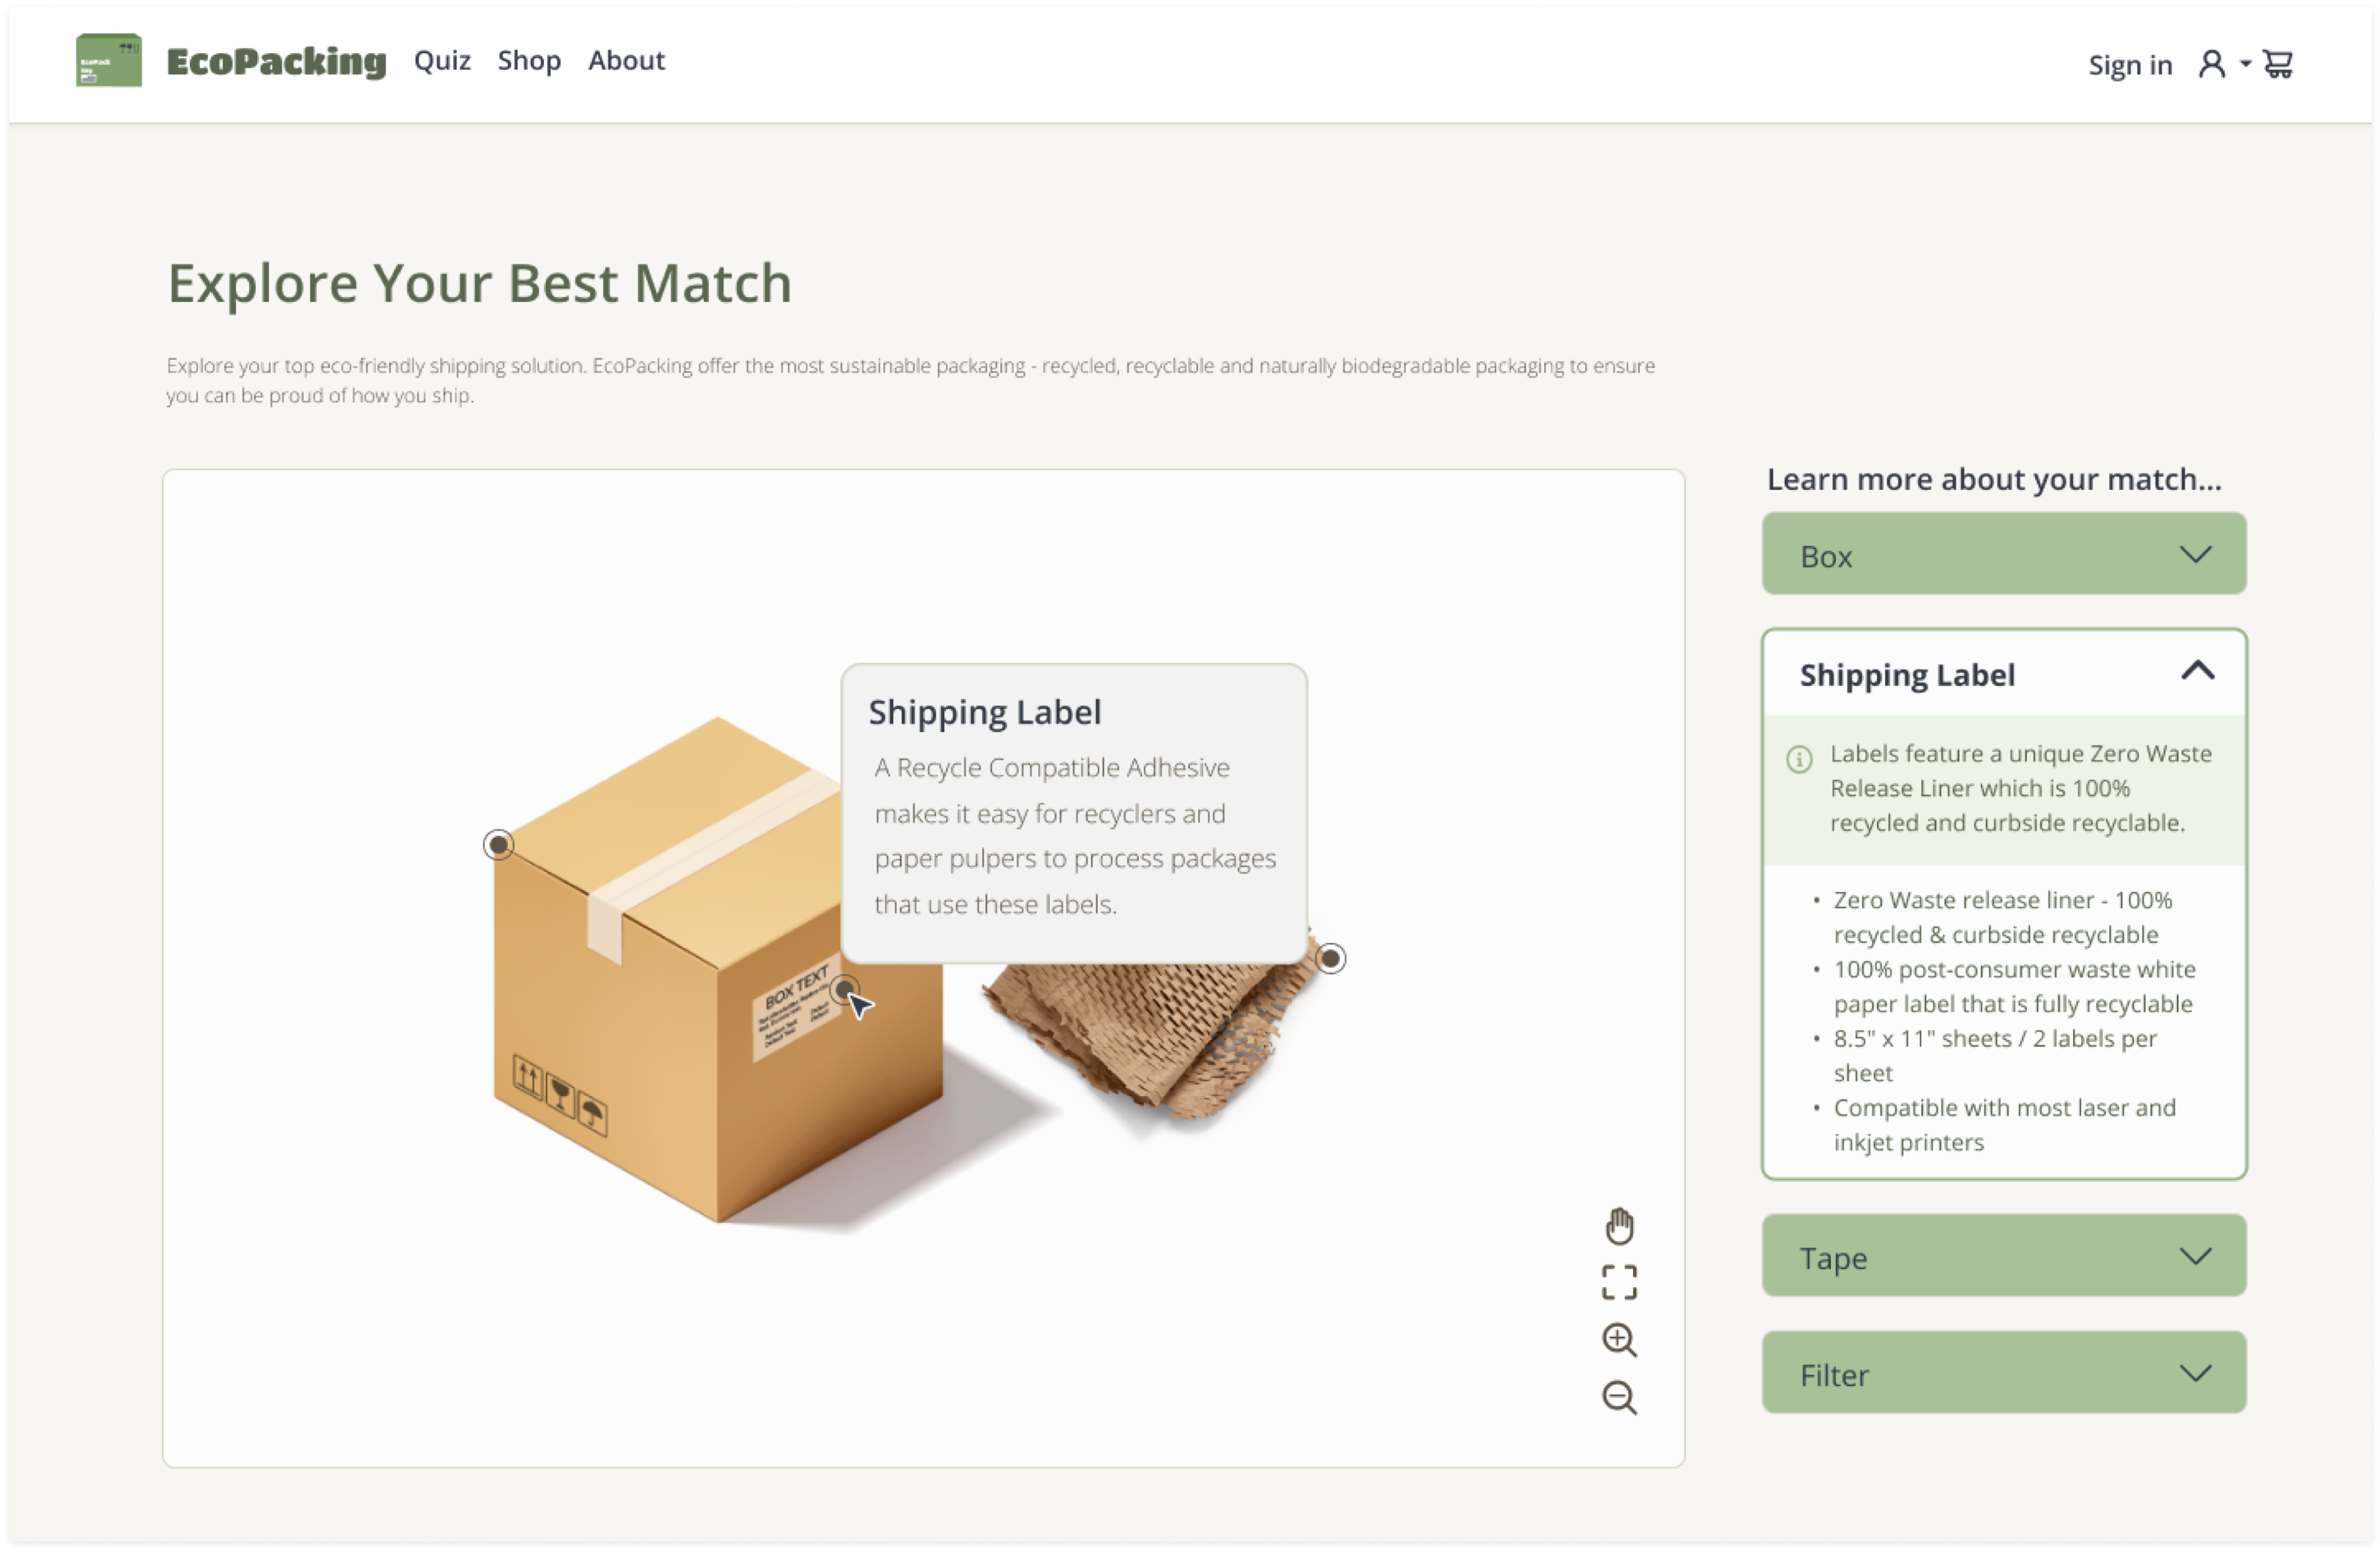 EcoPack
ing
EcoPacking
Quiz
Shop
About
Sign in
Explore Your Best Match
Explore your top eco-friendly shipping solution. EcoPacking offer the most sustainable packaging - recycled, recyclable and naturally biodegradable packaging to ensure
you can be proud of how you ship.
Shipping Label
A Recycle Compatible Adhesive
makes it easy for recyclers and
paper pulpers to process packages
that use these labels.
BOX TEXT
Learn more about your match...
Box
Shipping Label
Labels feature a unique Zero Waste
Release Liner which is 100%
recycled and curbside recyclable.
• Zero Waste release liner - 100%
recycled & curbside recyclable
• 100% post-consumer waste white
paper label that is fully recyclable
• 8.5" x 11" sheets / 2 labels per
sheet
• Compatible with most laser and
inkjet printers
Tape
Filter